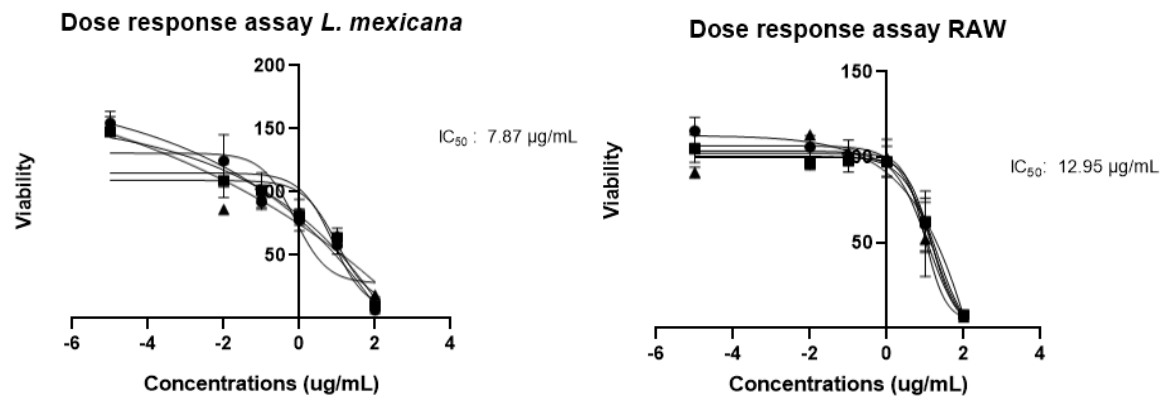 Dose response assay L. mexicana
200
150
100
50
-6
-4
-2
0
2
4
Viability
Concentrations (ug/mL)
IC50 : 7.87 µg/mL
Dose response assay RAW
150
100
50
-6
-4
-2
0
2
4
Viability
Concentrations (ug/mL)
IC50: 12.95 µg/mL